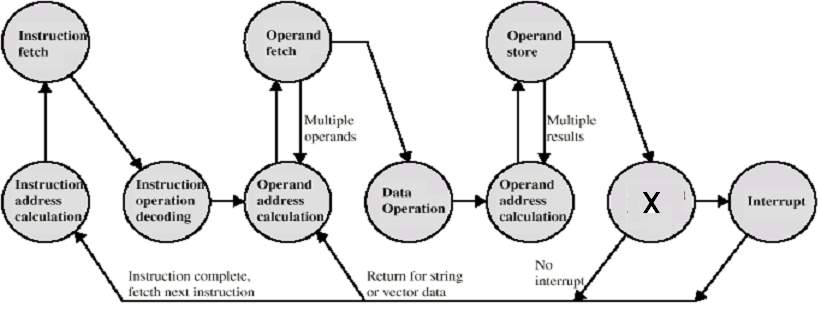 Instruction
fetch
Operand
fetch
Operand
store
Multiple
operands
Multiple
results
Instruction
address
calculation
Instruction
operation
decoding
Operand
address
calculation
Data
Operation
Operand
address
calculation
X
Interrupt
Instruction complete,
fetcth next instruction
Return for string
or vector data
No
interrupt